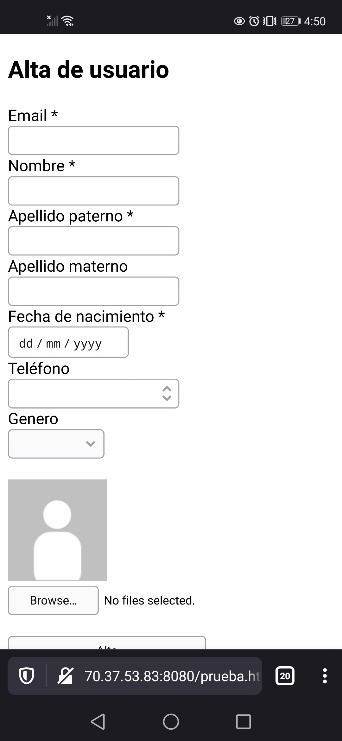 27 4:50
Alta de usuario
Email *
Nombre *
Apellido paterno *
Apellido materno
Fecha de nacimiento *
dd / mm / yyyy
Teléfono
Genero
Browse... No files selected.
Alta
70.37.53.83:8080/prueba.ht 20